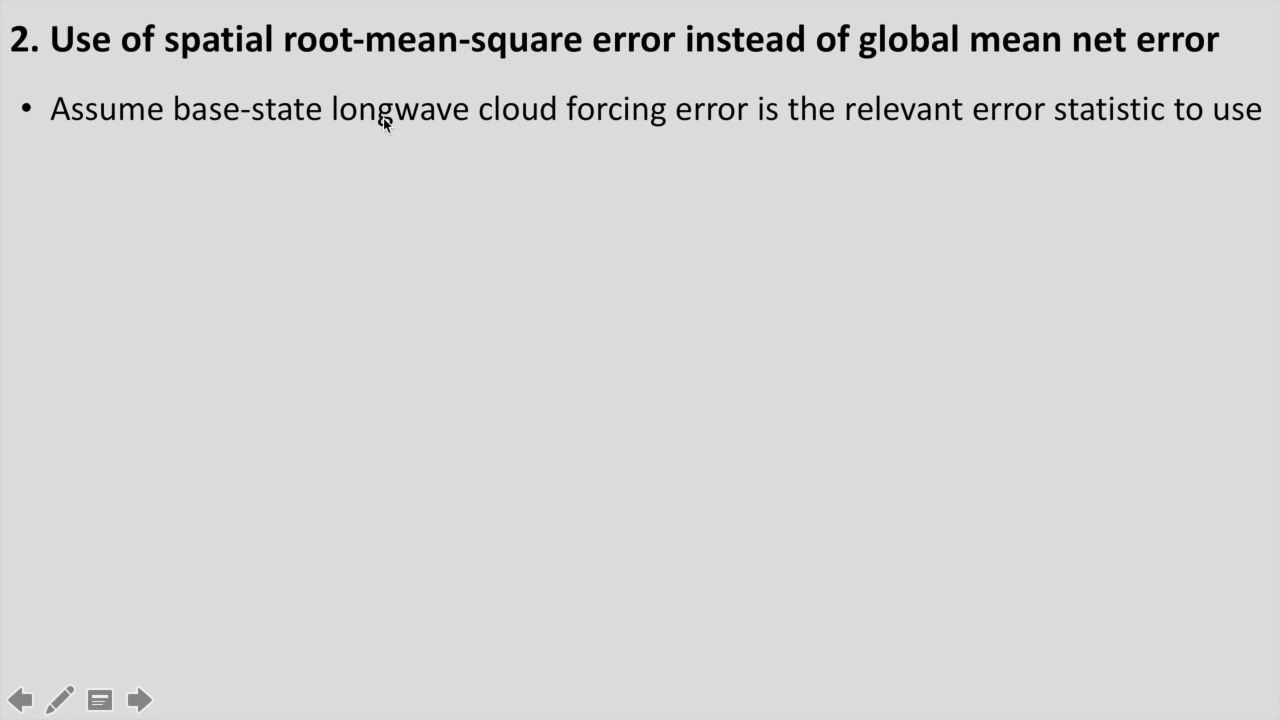 2. Use of spatial root-mean-square error instead of global mean net error
• Assume base-state longwave cloud forcing error is the relevant error statistic to use